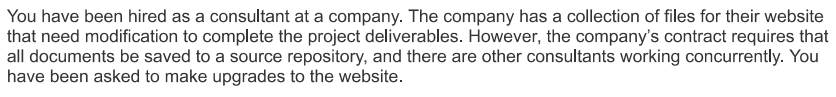 You have been hired as a consultant at a company. The company has a collection of files for their website
that need modification to complete the project deliverables. However, the company's contract requires that
all documents be saved to a source repository, and there are other consultants working concurrently. You
have been asked to make upgrades to the website.